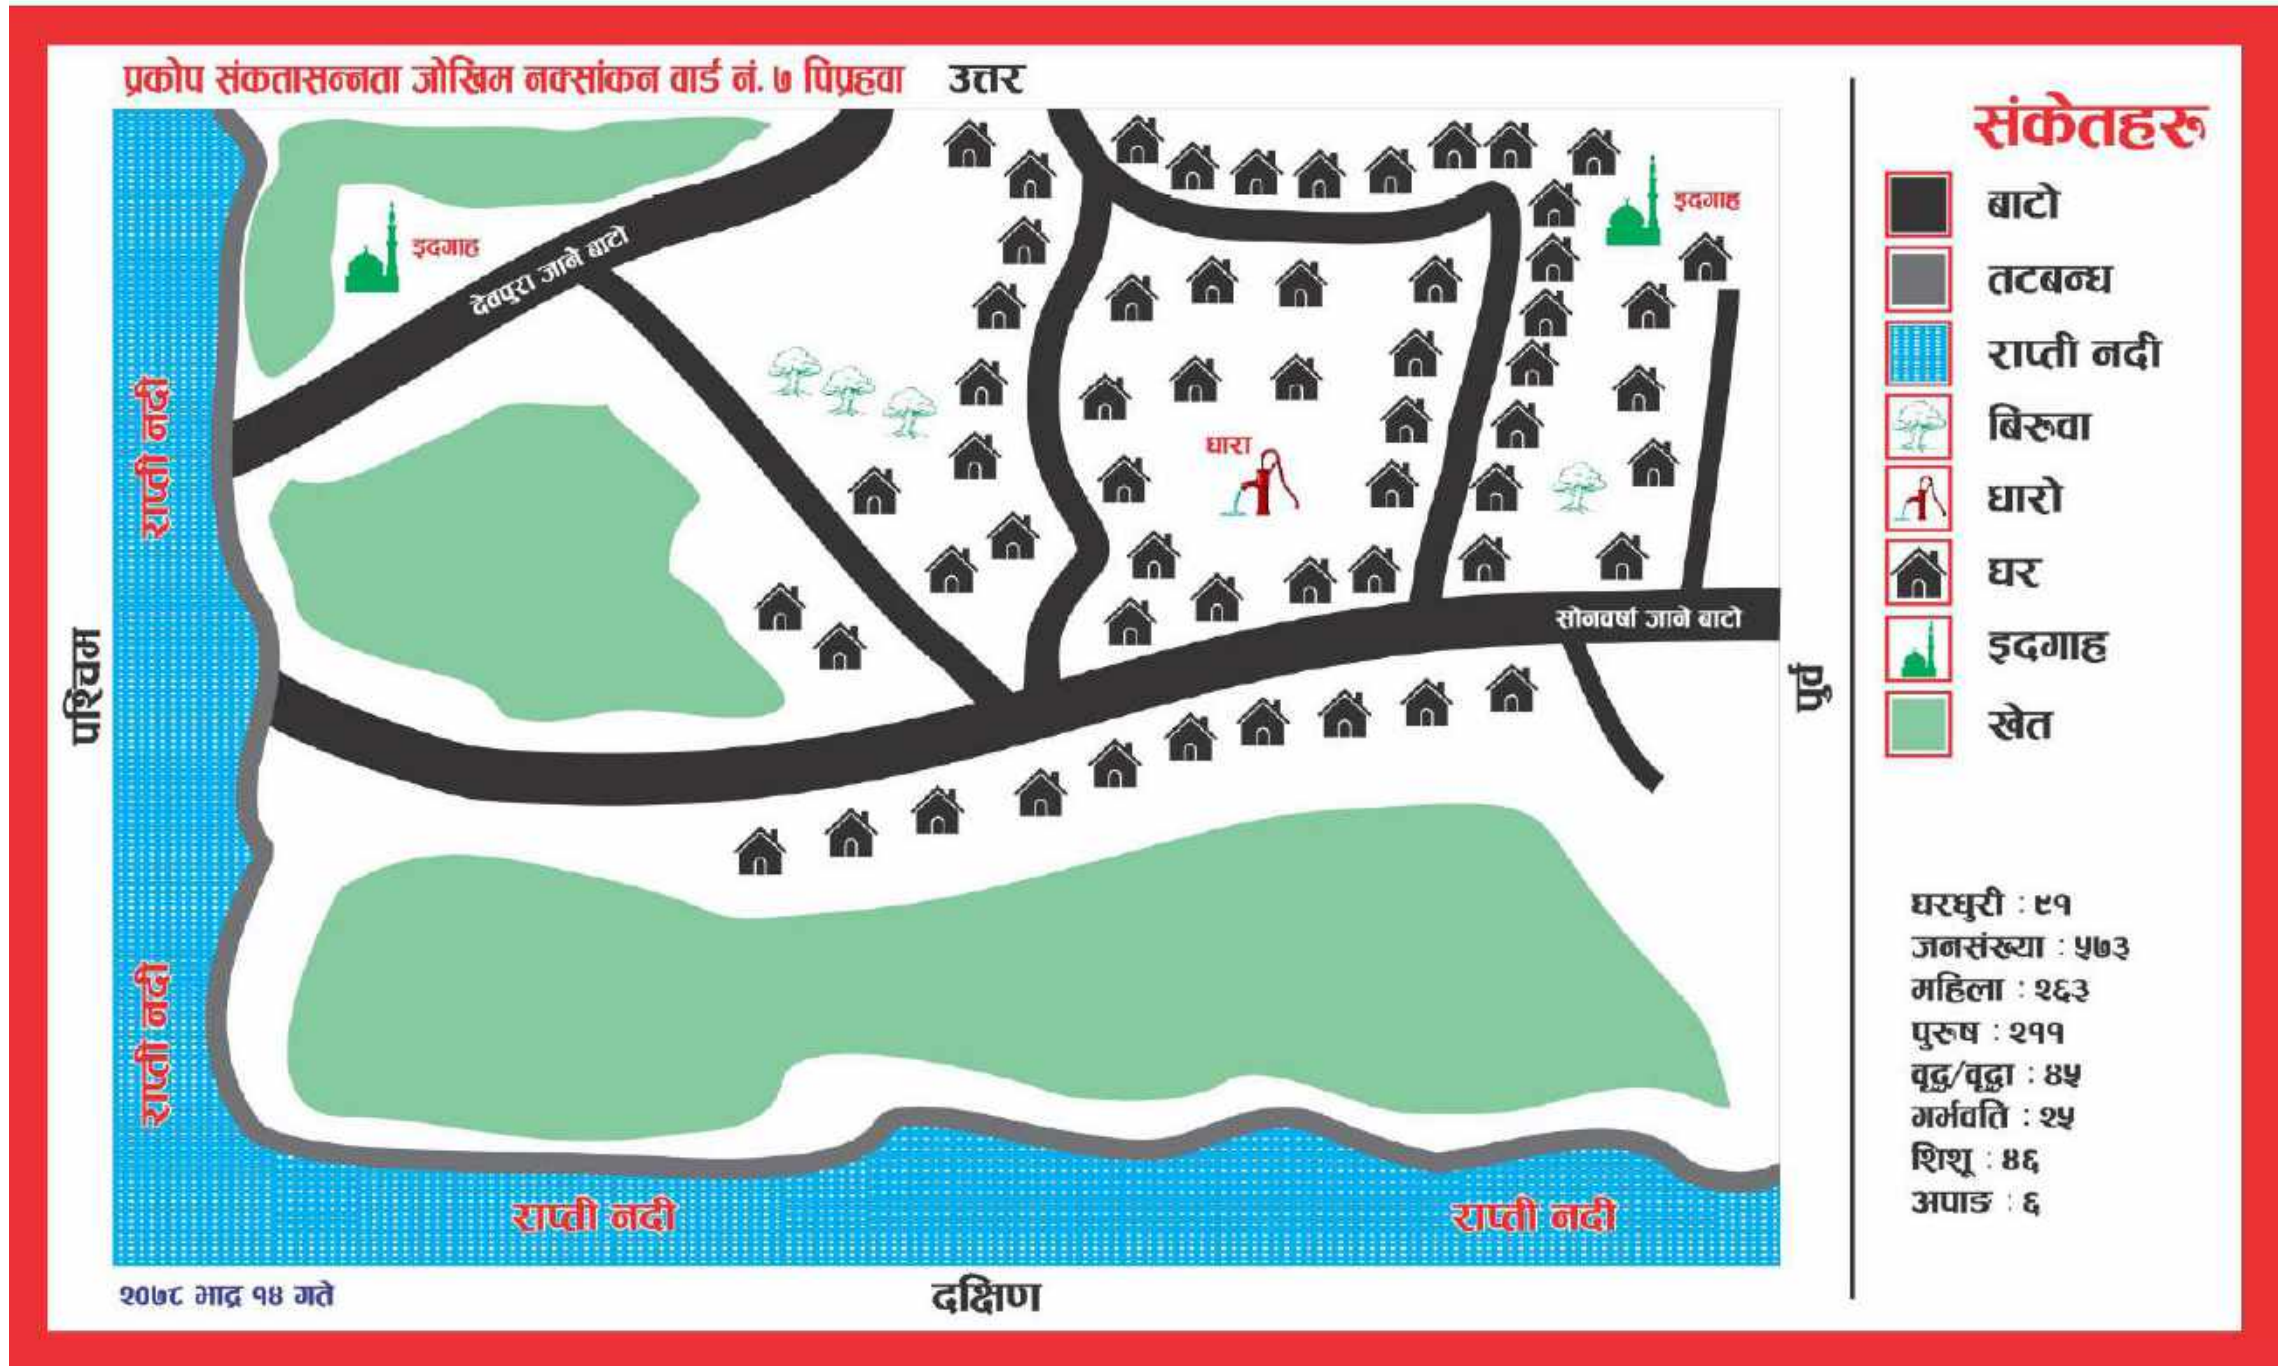 प्रकोप संकतासन्नता जोखिम नक्सांकन वार्ड नं. ७ पिप्रहवा
उत्तर
इदगाह
देवपुरा जाने बाटो
इदगाह
राप्ती नदी
धारा
सोनवर्षा जाने बाटो
पश्चिम
पुर्व
राप्ती नदी
राप्ती नदी
राप्ती नदी
दक्षिण
२०७८ भाद्र १४ गते
संकेतहरु
बाटो
तटबन्ध
राप्ती नदी
बिरुवा
धारो
घर
इदगाह
खेत
घरधुरी : ९१
जनसंख्या : ५७३
महिला : २६३
पुरुष : २११
वृद्ध/वृद्धा : ४५
गर्भवति : २५
शिशू : ४६
अपाङ : ६